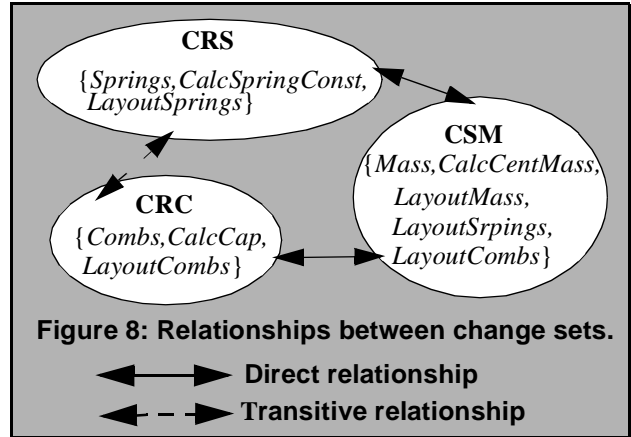 CRS
{Springs,CalcSpringConst,
LayoutSprings}
CSM
{Mass,CalcCentMass,
LayoutMass,
LayoutSrpings,
LayoutCombs}
CRC
{Combs,CalcCap,
LayoutCombs}
Figure 8: Relationships between change sets.
Direct relationship
Transitive relationship